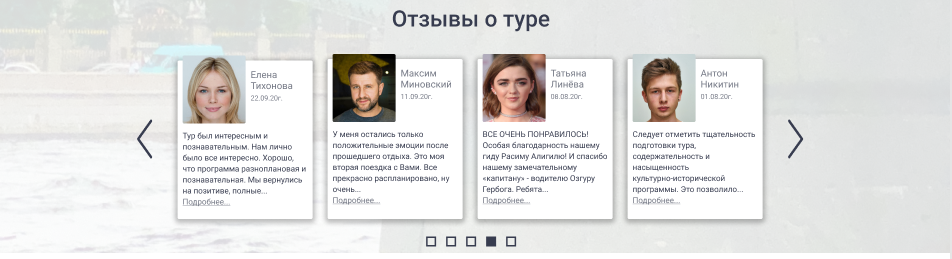 Отзывы о туре
Елена
Тихонова
22.09.20г.
Тур был интересным и
познавательным. Нам лично
было все интересно. Хорошо,
что программа разноплановая и
познавательная. Мы вернулись
на позитиве, полные...
Подробнее...
Максим
Миновский
11.09.20г.
У меня остались только
положительные эмоции после
прошедшего отдыха. Это моя
вторая поездка с Вами. Все
прекрасно распланировано, ну
очень...
Подробнее...
Татьяна
Линёва
08.08.20г.
ВСЕ ОЧЕНЬ ПОНРАВИЛОСЬ!
Особая благодарность нашему
гиду Расиму Алигилю! И спасибо
нашему замечательному
«капитану» - водителю Озгуру
Гербога. Ребята...
Подробнее...
Антон
Никитин
01.08.20г.
Следует отметить тщательность
подготовки тура,
содержательность и
насыщенность
культурно-исторической
программы. Это позволило...
Подробнее...